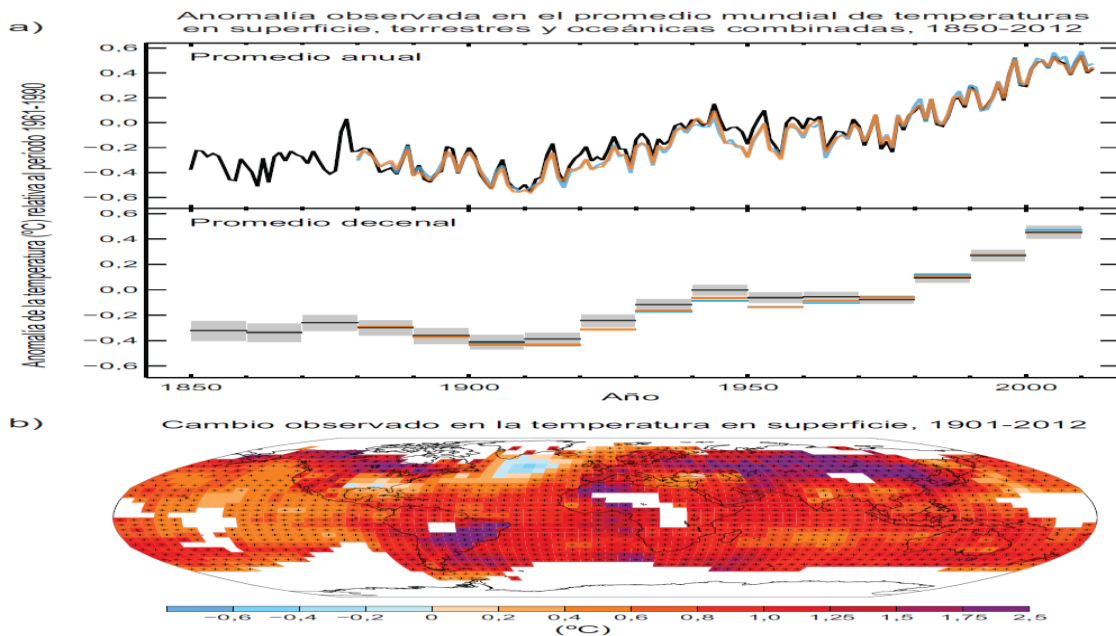 a)
Anomalía observada en el promedio mundial de temperaturas
en superficie, terrestres y oceánicas combinadas, 1850-2012
Anomalía de la temperatura (ºC) relativa al período 1961-1990
Promedio anual
0,6
0,4
0,2
0,0
−0,2
−0,4
−0,6
Promedio decenal
0,6
0,4
0,2
0,0
−0,2
−0,4
−0,6
1850 1900 1950 2000
Año
b)
Cambio observado en la temperatura en superficie, 1901-2012
−0,6 −0,4 −0,2 0 0,2 0,4 0,6 0,8 1,0 1,25 1,5 1,75 2,5
(ºC)